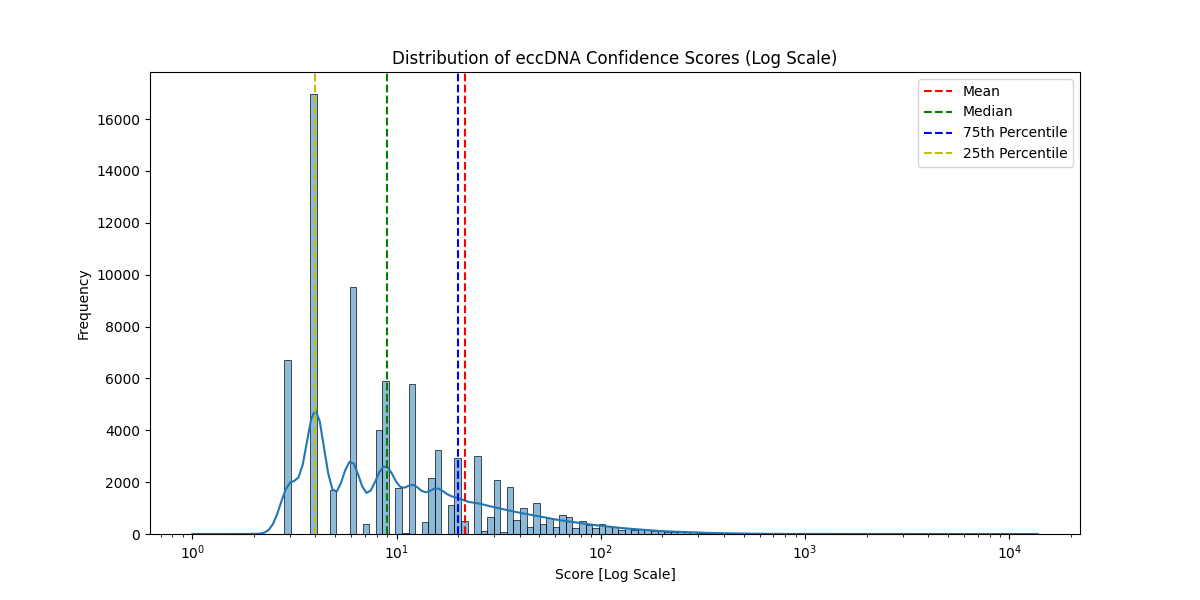 Distribution of eccDNA Confidence Scores (Log Scale)
Mean
Median
75th Percentile
25th Percentile
Frequency
16000
14000
12000
10000
8000
6000
4000
2000
0
10⁰ 10¹ 10² 10³ 10⁴
Score [Log Scale]